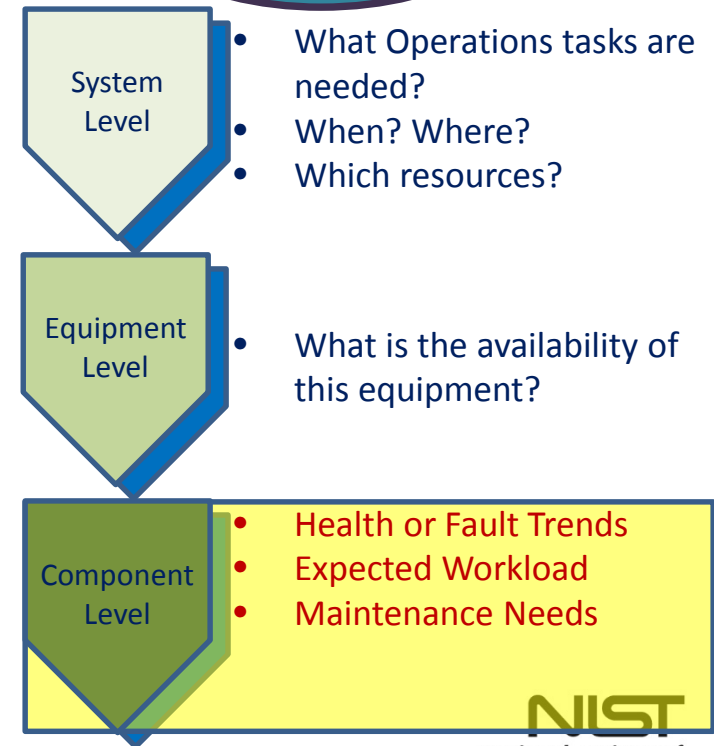 System
Level
• What Operations tasks are
needed?
• When? Where?
• Which resources?
Equipment
Level
• What is the availability of
this equipment?
Component
Level
• Health or Fault Trends
• Expected Workload
• Maintenance Needs
NIST